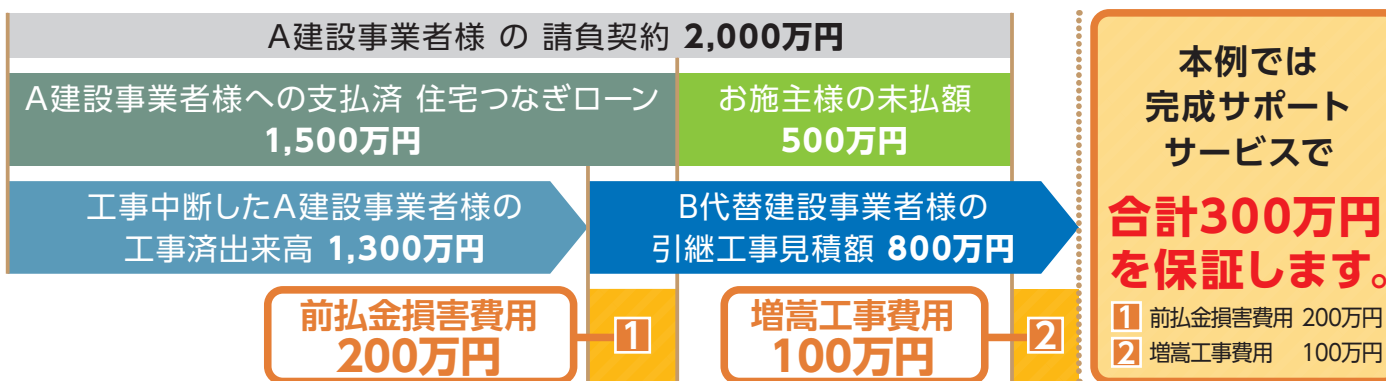 A建設事業者様 の 請負契約 2,000万円
A建設事業者様への支払済 住宅つなぎローン
1,500万円
お施主様の未払額
500万円
工事中断したA建設事業者様の
工事済出来高 1,300万円
B代替建設事業者様の
引継工事見積額 800万円
前払金損害費用
200万円
1
増嵩工事費用
100万円
2
本例では
完成サポート
サービスで
合計300万円
を保証します。
1 前払金損害費用 200万円
2 増嵩工事費用 100万円